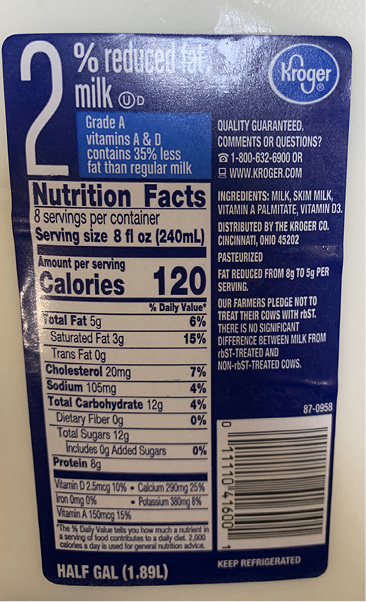 2% reduced fat
milk ⓊD
Grade A
vitamins A & D
contains 35% less
fat than regular milk
Kroger®
QUALITY GUARANTEED.
COMMENTS OR QUESTIONS?
☎ 1-800-632-6900 OR
WWW.KROGER.COM
INGREDIENTS: MILK, SKIM MILK,
VITAMIN A PALMITATE, VITAMIN D3.
DISTRIBUTED BY THE KROGER CO.
CINCINNATI, OHIO 45202
PASTEURIZED
FAT REDUCED FROM 8g TO 5g PER
SERVING.
OUR FARMERS PLEDGE NOT TO
TREAT THEIR COWS WITH rbST.
THERE IS NO SIGNIFICANT
DIFFERENCE BETWEEN MILK FROM
rbST-TREATED AND
NON-rbST-TREATED COWS.
Nutrition Facts
8 servings per container
Serving size 8 fl oz (240mL)
Amount per serving
Calories 120
% Daily Value*
Total Fat 5g 6%
Saturated Fat 3g 15%
Trans Fat 0g
Cholesterol 20mg 7%
Sodium 105mg 4%
Total Carbohydrate 12g 4%
Dietary Fiber 0g 0%
Total Sugars 12g
Includes 0g Added Sugars 0%
Protein 8g
Vitamin D 2.5mcg 10% • Calcium 290mg 25%
Iron 0mg 0% • Potassium 380mg 8%
Vitamin A 150mcg 15%
*The % Daily Value tells you how much a nutrient in
a serving of food contributes to a daily diet. 2,000
calories a day is used for general nutrition advice.
HALF GAL (1.89L)
87-0958
0 11110 41600 1
KEEP REFRIGERATED